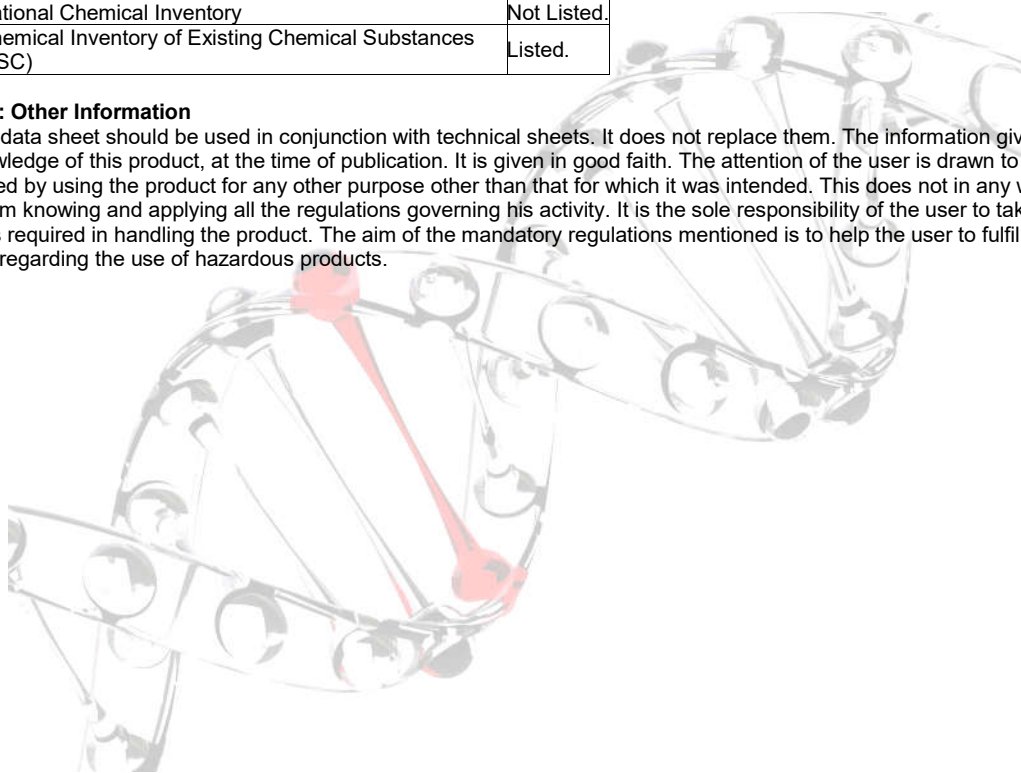 ational Chemical Inventory Not Listed.
hemical Inventory of Existing Chemical Substances
SC) Listed.
: Other Information
data sheet should be used in conjunction with technical sheets. It does not replace them. The information giv
wledge of this product, at the time of publication. It is given in good faith. The attention of the user is drawn to
ed by using the product for any other purpose other than that for which it was intended. This does not in any w
m knowing and applying all the regulations governing his activity. It is the sole responsibility of the user to tak
s required in handling the product. The aim of the mandatory regulations mentioned is to help the user to fulfil
regarding the use of hazardous products.